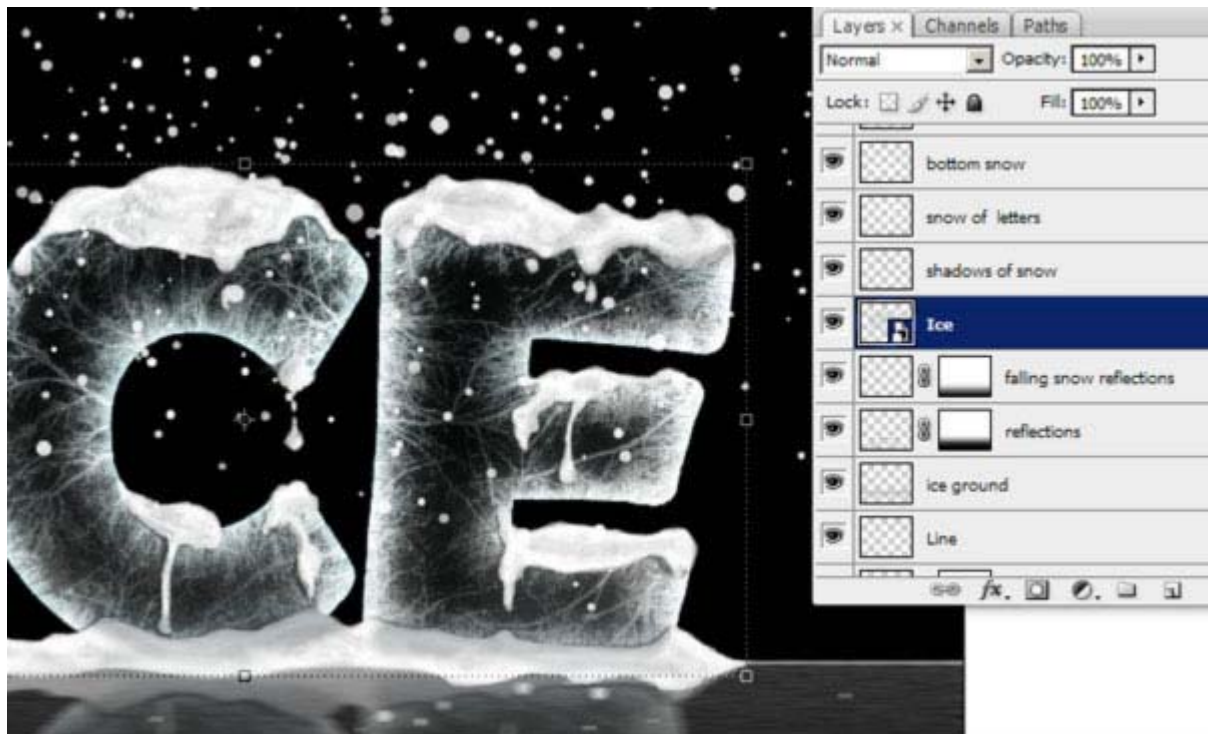 CE
Layers × Channels Paths
Normal Opacity: 100%
Lock: Fill: 100%
bottom snow
snow of letters
shadows of snow
Ice
falling snow reflections
reflections
ice ground
Line
fx.